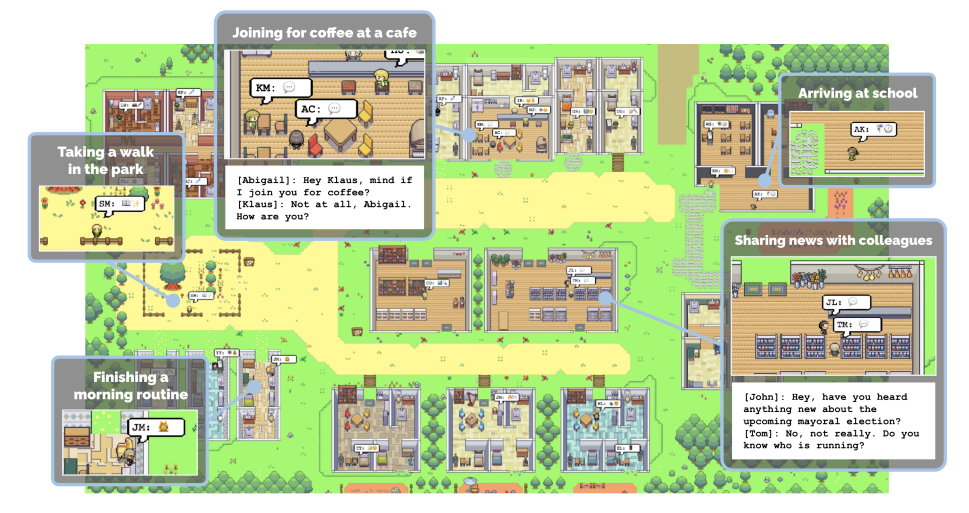 Joining for coffee at a cafe
KM:
AC:
[Abigail]: Hey Klaus, mind if
I join you for coffee?
[Klaus]: Not at all, Abigail.
How are you?
Taking a walk
in the park
SM:
Arriving at school
AK:
Sharing news with colleagues
JL:
TM:
[John]: Hey, have you heard
anything new about the
upcoming mayoral election?
[Tom]: No, not really. Do you
know who is running?
Finishing a
morning routine
JM: